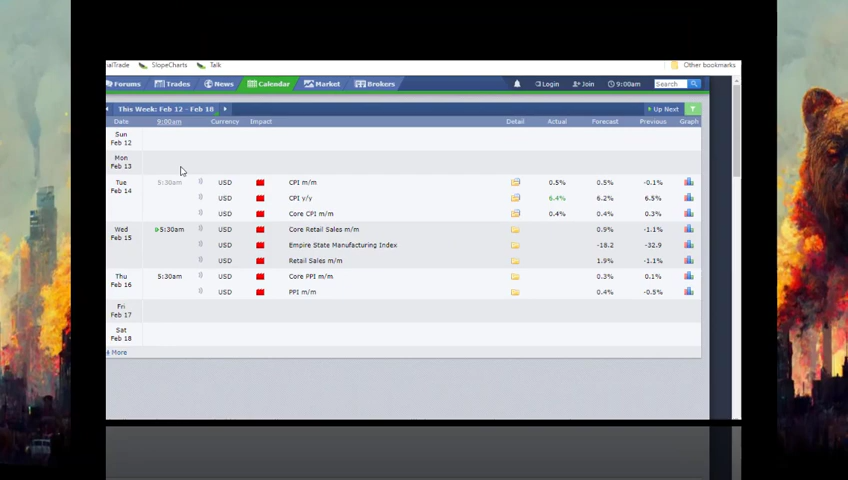 ialTrade SlopeCharts Talk Other bookmarks
Forums Trades News Calendar Market Brokers Login Join 9:00am Search
This Week: Feb 12 - Feb 18 Up Next
Date 9:00am Currency Impact Detail Actual Forecast Previous Graph
Sun
Feb 12
Mon
Feb 13
Tue
Feb 14
5:30am USD CPI m/m 0.5% 0.5% -0.1%
USD CPI y/y 6.4% 6.2% 6.5%
USD Core CPI m/m 0.4% 0.4% 0.3%
Wed
Feb 15
5:30am USD Core Retail Sales m/m 0.9% -1.1%
USD Empire State Manufacturing Index -18.2 -32.9
USD Retail Sales m/m 1.9% -1.1%
Thu
Feb 16
5:30am USD Core PPI m/m 0.3% 0.1%
USD PPI m/m 0.4% -0.5%
Fri
Feb 17
Sat
Feb 18
More